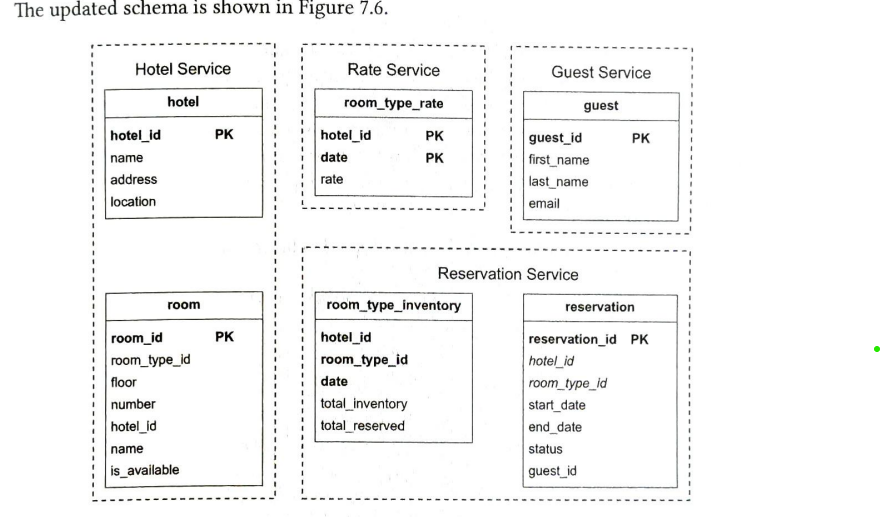 The updated schema is shown in Figure 7.6.
Hotel Service
hotel
hotel_id PK
name
address
location
room
room_id PK
room_type_id
floor
number
hotel_id
name
is_available
Rate Service
room_type_rate
hotel_id PK
date PK
rate
Guest Service
guest
guest_id PK
first_name
last_name
email
Reservation Service
room_type_inventory
hotel_id
room_type_id
date
total_inventory
total_reserved
reservation
reservation_id PK
hotel_id
room_type_id
start_date
end_date
status
guest_id